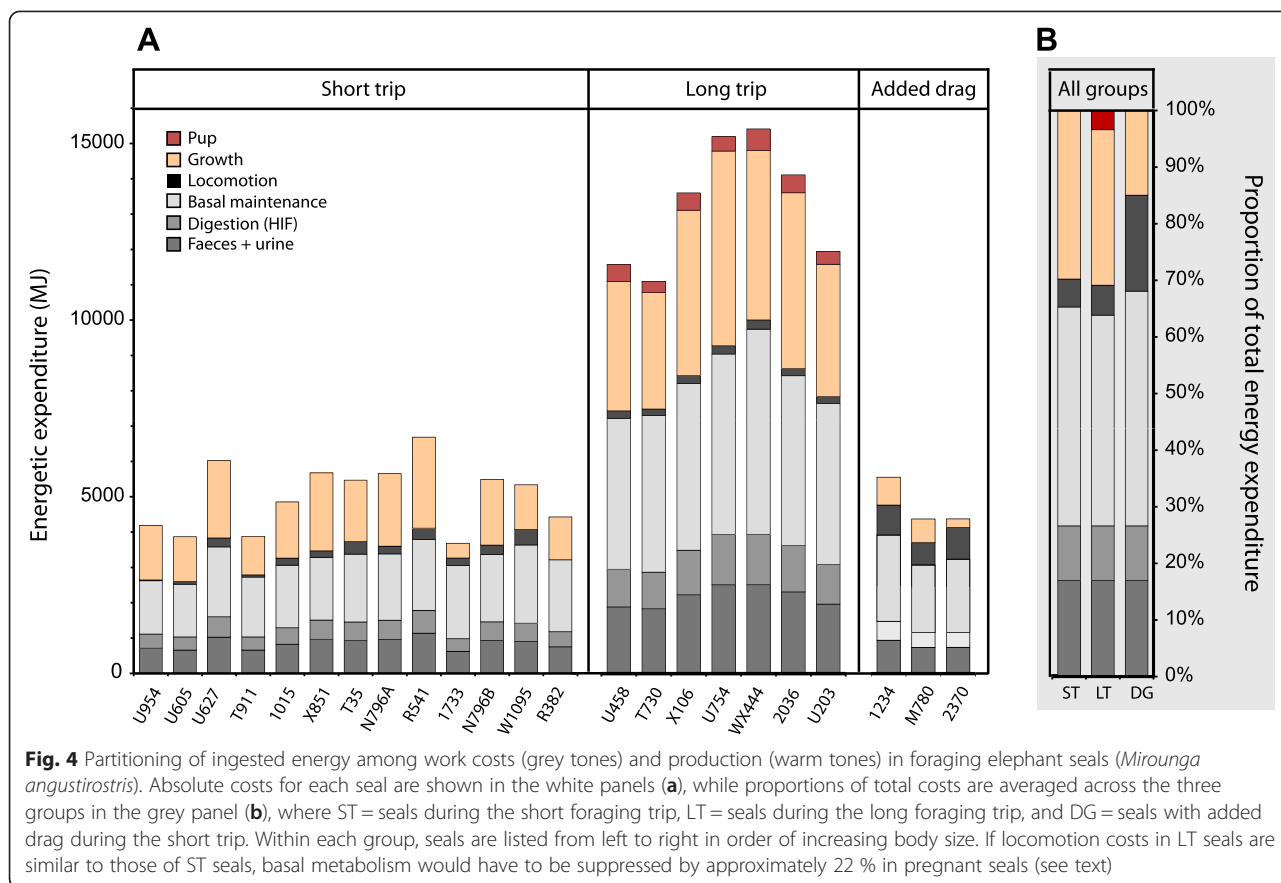 A
B
Short trip
Long trip
Added drag
All groups
Pup
Growth
Locomotion
Basal maintenance
Digestion (HIF)
Faeces + urine
Energetic expenditure (MJ)
15000
10000
5000
0
U954
U605
U627
T911
1015
X851
T35
N796A
R541
1733
N796B
W1095
R382
U458
T730
X106
U754
WX444
2036
U203
1234
M780
2370
100%
90%
80%
70%
60%
50%
40%
30%
20%
10%
0%
ST LT DG
Proportion of total energy expenditure
Fig. 4 Partitioning of ingested energy among work costs (grey tones) and production (warm tones) in foraging elephant seals (Mirounga
angustirostris). Absolute costs for each seal are shown in the white panels (a), while proportions of total costs are averaged across the three
groups in the grey panel (b), where ST = seals during the short foraging trip, LT = seals during the long foraging trip, and DG = seals with added
drag during the short trip. Within each group, seals are listed from left to right in order of increasing body size. If locomotion costs in LT seals are
similar to those of ST seals, basal metabolism would have to be suppressed by approximately 22 % in pregnant seals (see text)